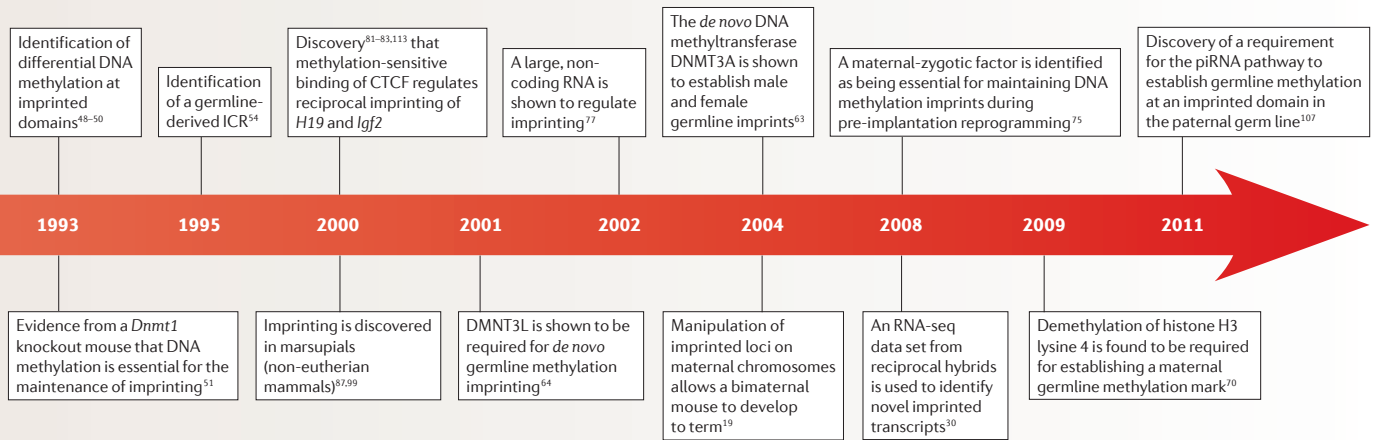 Identification of
differential DNA
methylation at
imprinted
domains48–50
Identification
of a germline-
derived ICR54
Discovery81–83,113 that
methylation-sensitive
binding of CTCF regulates
reciprocal imprinting of
H19 and Igf2
A large, non-
coding RNA is
shown to regulate
imprinting77
The de novo DNA
methyltransferase
DNMT3A is shown
to establish male
and female
germline imprints63
A maternal-zygotic factor is identified
as being essential for maintaining DNA
methylation imprints during
pre-implantation reprogramming75
Discovery of a requirement
for the piRNA pathway to
establish germline methylation
at an imprinted domain in
the paternal germ line107
1993 1995 2000 2001 2002 2004 2008 2009 2011
Evidence from a Dnmt1
knockout mouse that DNA
methylation is essential for the
maintenance of imprinting51
Imprinting is discovered
in marsupials
(non-eutherian
mammals)87,99
DMNT3L is shown to be
required for de novo
germline methylation
imprinting64
Manipulation of
imprinted loci on
maternal chromosomes
allows a bimaternal
mouse to develop
to term19
An RNA-seq
data set from
reciprocal hybrids
is used to identify
novel imprinted
transcripts30
Demethylation of histone H3
lysine 4 is found to be required
for establishing a maternal
germline methylation mark70